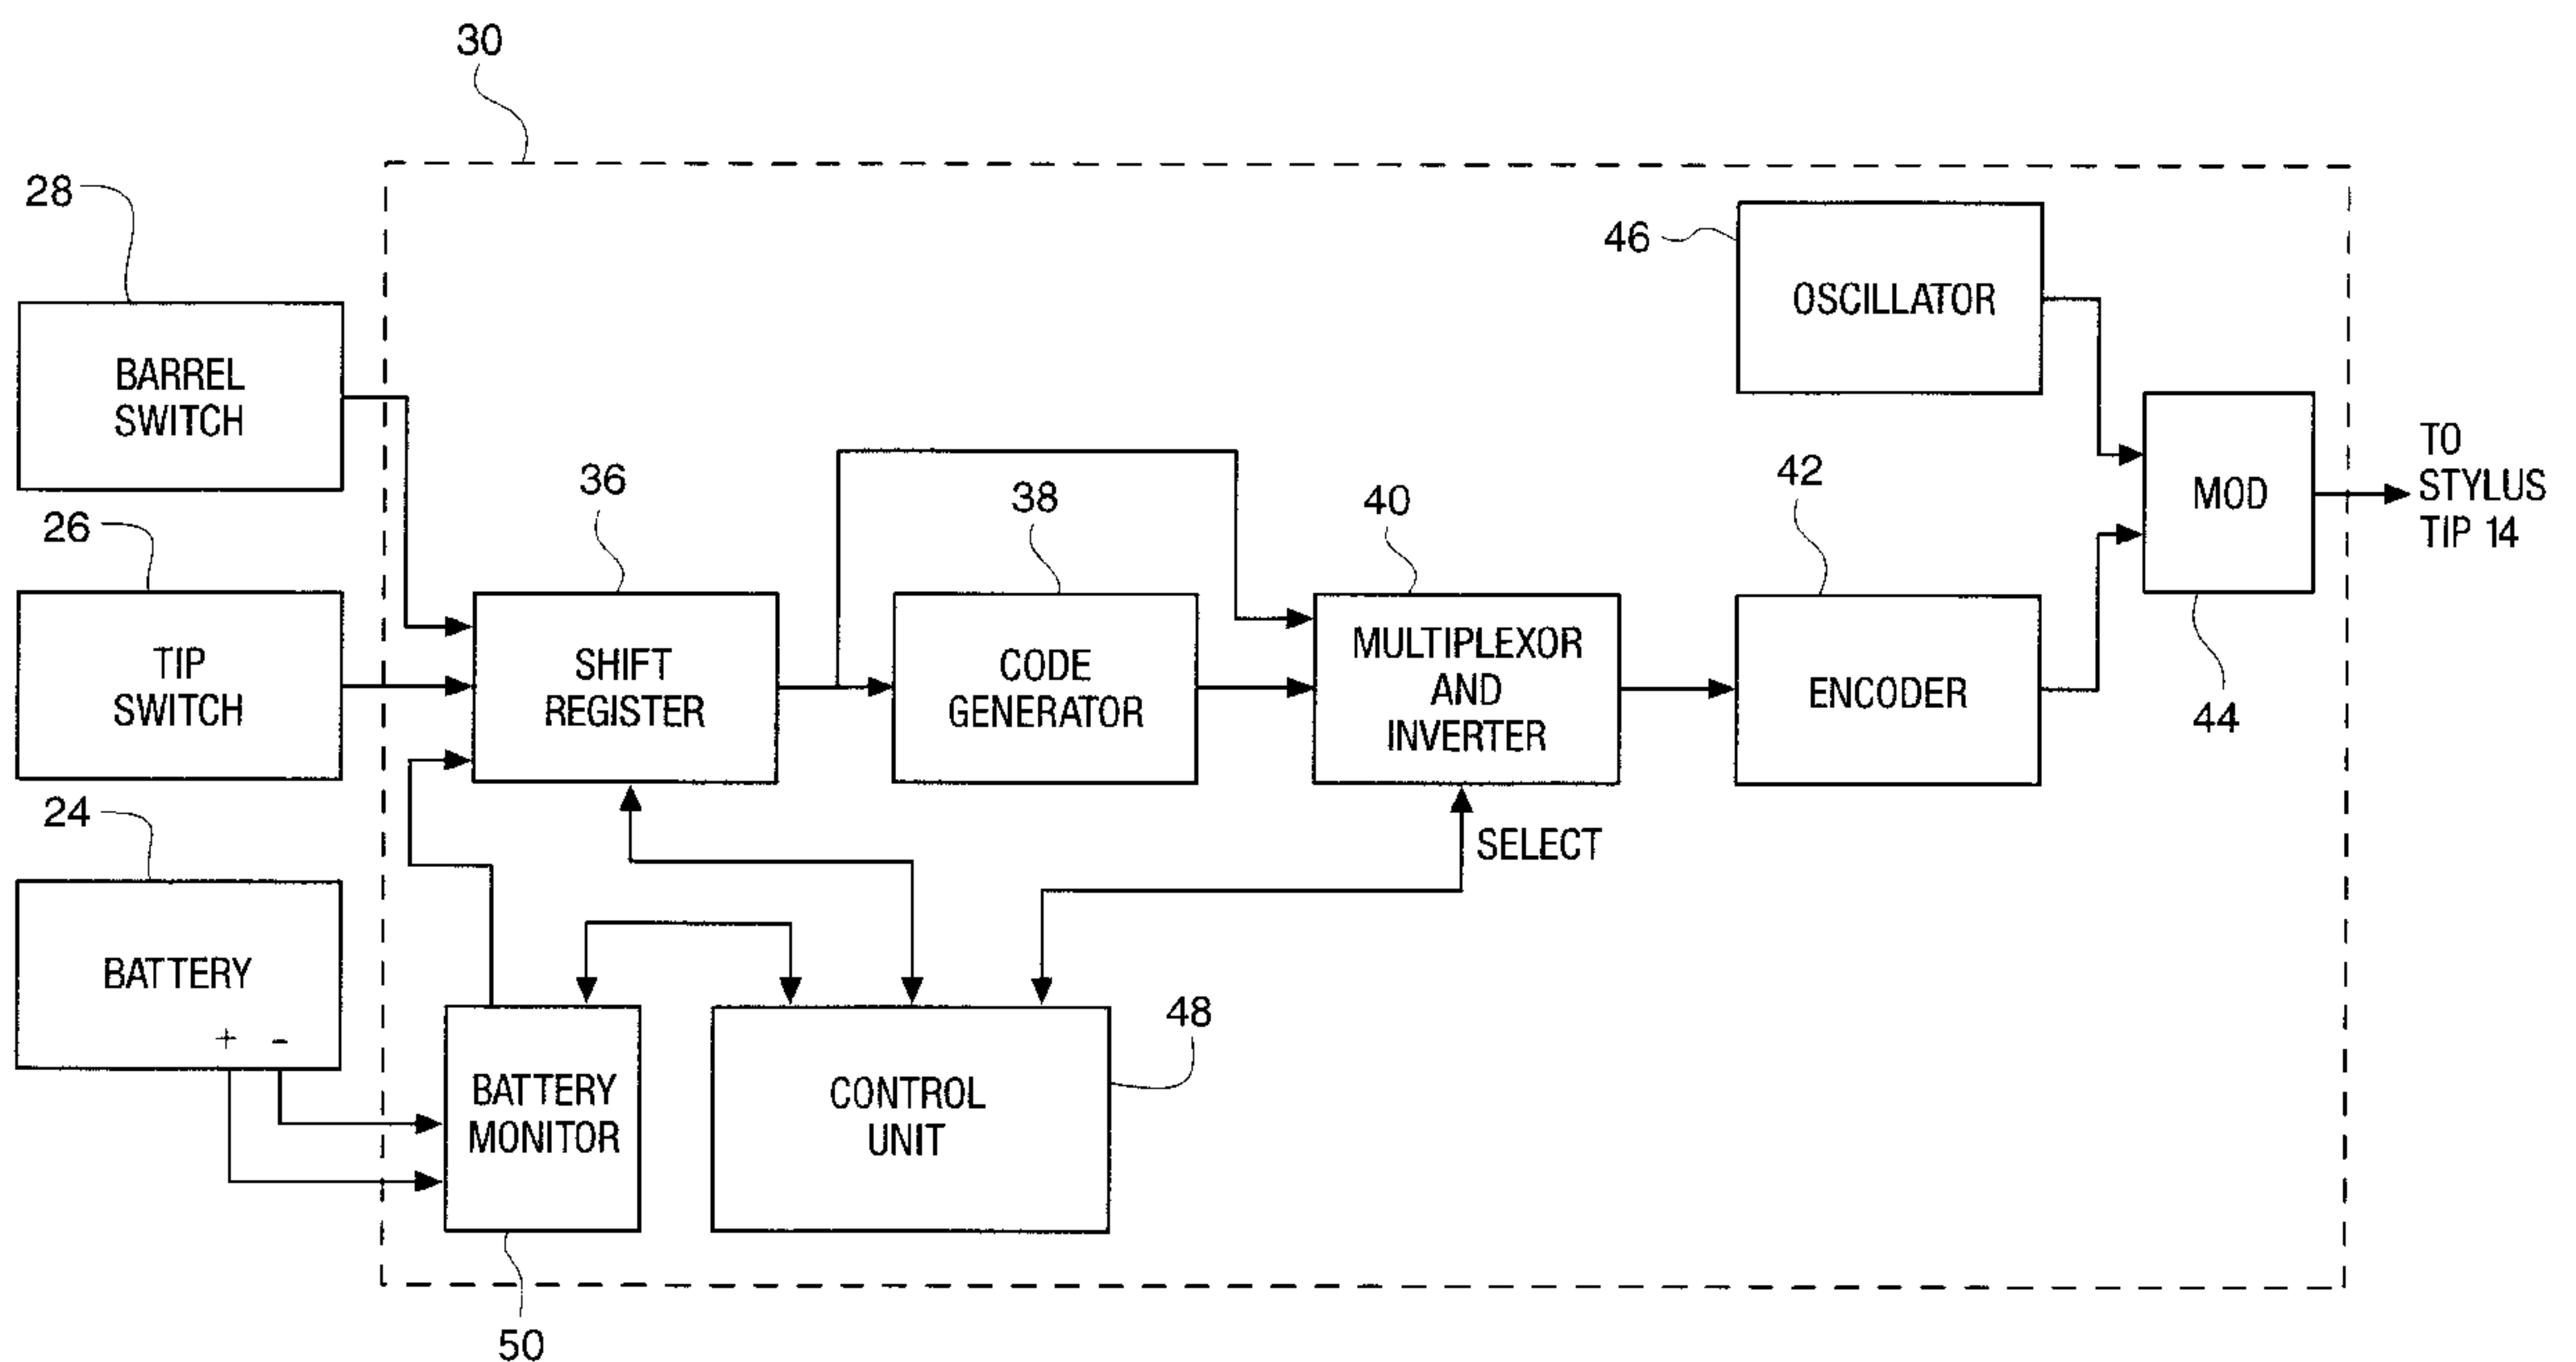 30
28
BARREL
SWITCH
26
TIP
SWITCH
24
BATTERY
+ -
36
SHIFT
REGISTER
38
CODE
GENERATOR
40
MULTIPLEXOR
AND
INVERTER
SELECT
42
ENCODER
46
OSCILLATOR
MOD
44
TO
STYLUS
TIP 14
BATTERY
MONITOR
50
CONTROL
UNIT
48